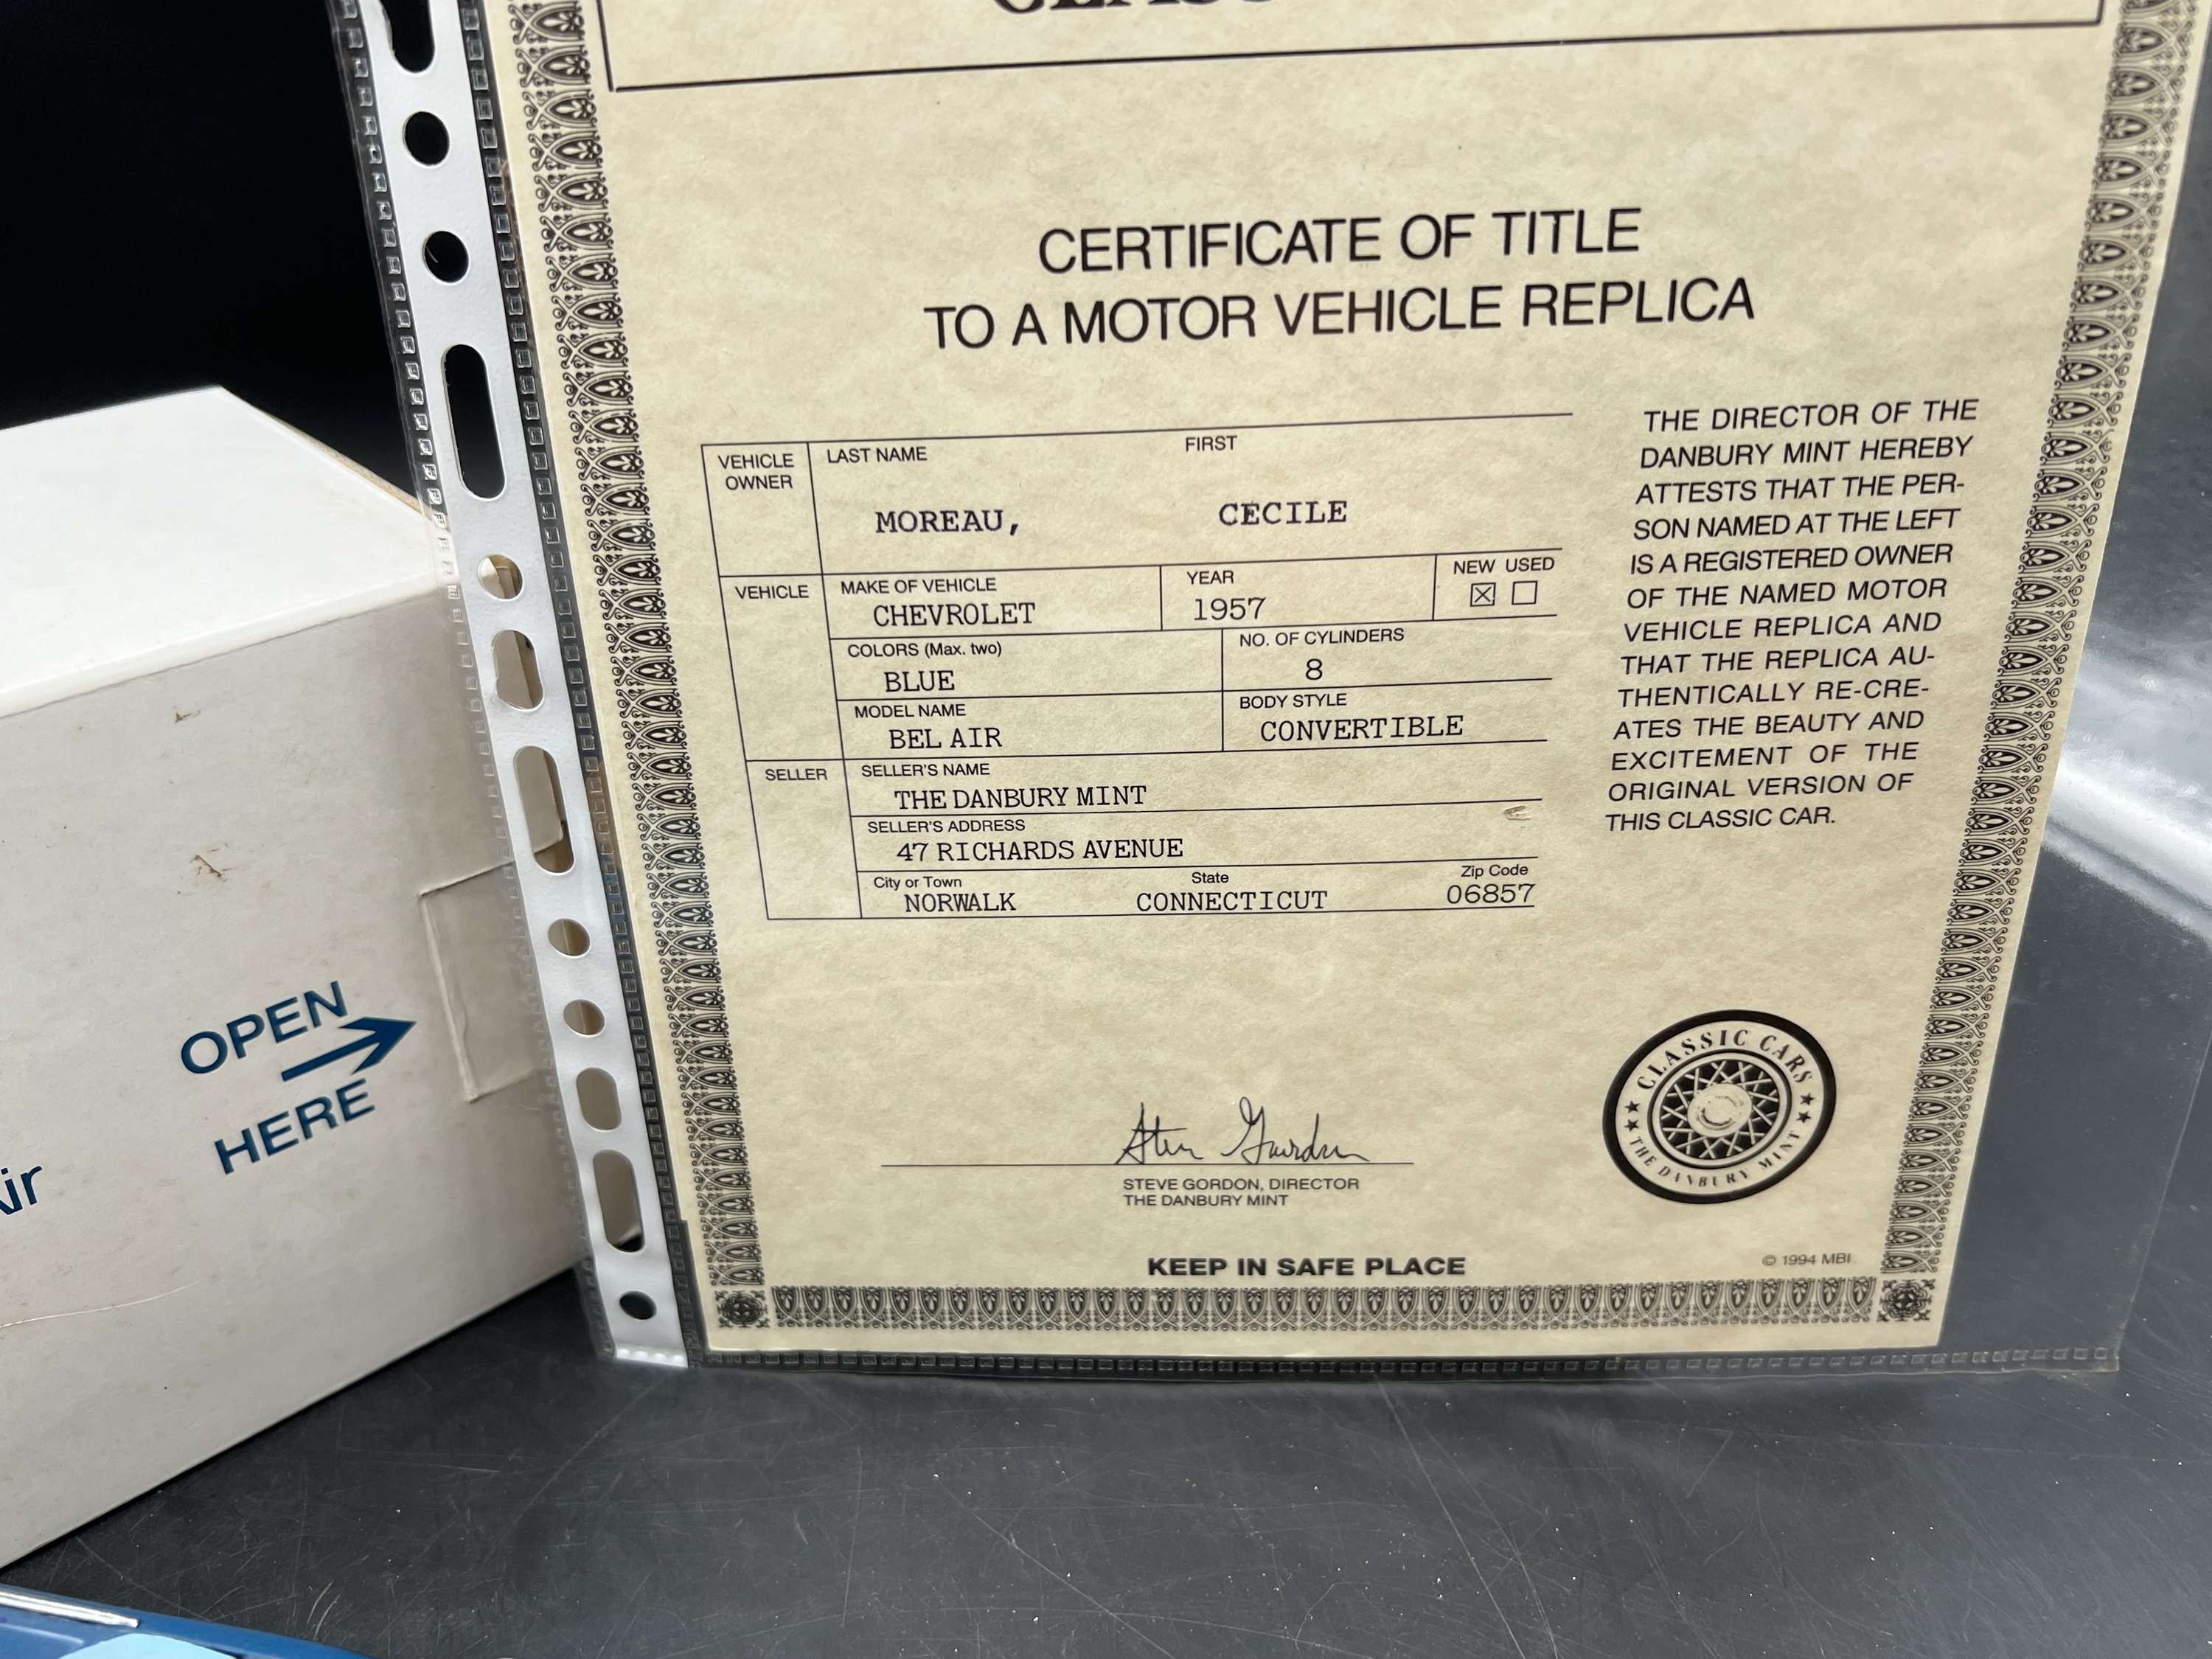 CERTIFICATE OF TITLE
TO A MOTOR VEHICLE REPLICA
VEHICLE OWNER
LAST NAME FIRST
MOREAU, CECILE
VEHICLE
MAKE OF VEHICLE YEAR NEW USED
CHEVROLET 1957 ☒ ☐
COLORS (Max. two) NO. OF CYLINDERS
BLUE 8
MODEL NAME BODY STYLE
BEL AIR CONVERTIBLE
SELLER
SELLER'S NAME
THE DANBURY MINT
SELLER'S ADDRESS
47 RICHARDS AVENUE
City or Town State Zip Code
NORWALK CONNECTICUT 06857
THE DIRECTOR OF THE
DANBURY MINT HEREBY
ATTESTS THAT THE PER-
SON NAMED AT THE LEFT
IS A REGISTERED OWNER
OF THE NAMED MOTOR
VEHICLE REPLICA AND
THAT THE REPLICA AU-
THENTICALLY RE-CRE-
ATES THE BEAUTY AND
EXCITEMENT OF THE
ORIGINAL VERSION OF
THIS CLASSIC CAR.
Steve Gordon
STEVE GORDON, DIRECTOR
THE DANBURY MINT
CLASSIC CARS
THE DANBURY MINT
KEEP IN SAFE PLACE
© 1994 MBI
OPEN
HERE
Air